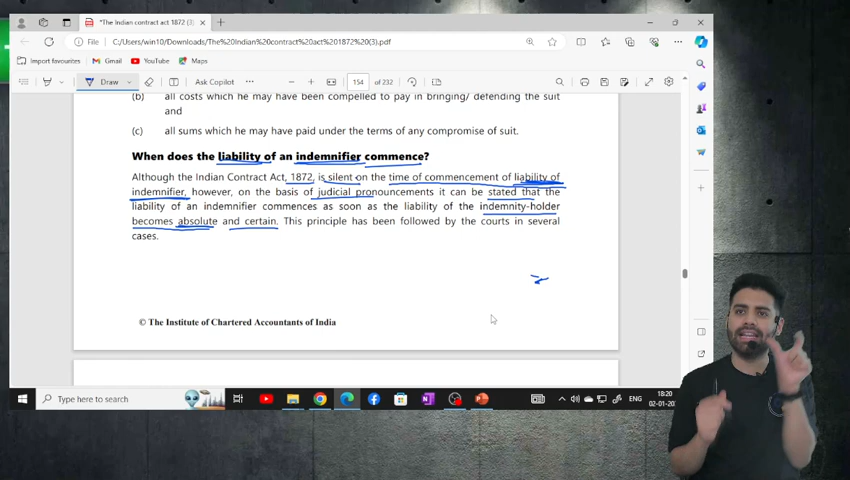 *The Indian contract act 1872 (3)
File
C:/Users/win10/Downloads/The%20Indian%20contract%20act%201872%20(3).pdf
Import favourites
Gmail
YouTube
Maps
Draw
Ask Copilot
154
of 232
(b) all costs which he may have been compelled to pay in bringing/ defending the suit
and
(c) all sums which he may have paid under the terms of any compromise of suit.
When does the liability of an indemnifier commence?
Although the Indian Contract Act, 1872, is silent on the time of commencement of liability of
indemnifier, however, on the basis of judicial pronouncements it can be stated that the
liability of an indemnifier commences as soon as the liability of the indemnity-holder
becomes absolute and certain. This principle has been followed by the courts in several
cases.
© The Institute of Chartered Accountants of India
Type here to search
ENG
18:20